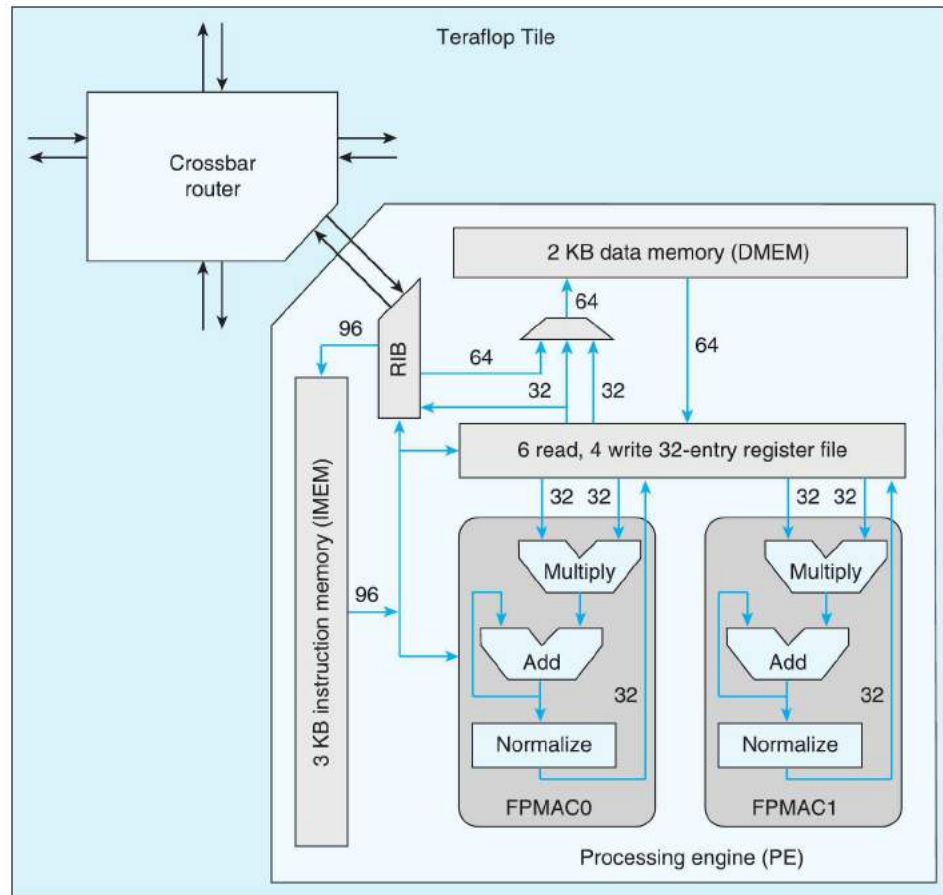 Teraflop Tile
Crossbar
router
2 KB data memory (DMEM)
64
96
64
64
RIB
32
32
6 read, 4 write 32-entry register file
32
32
32
32
3 KB instruction memory (IMEM)
Multiply
Multiply
96
Add
Add
32
32
Normalize
Normalize
FPMAC0
FPMAC1
Processing engine (PE)